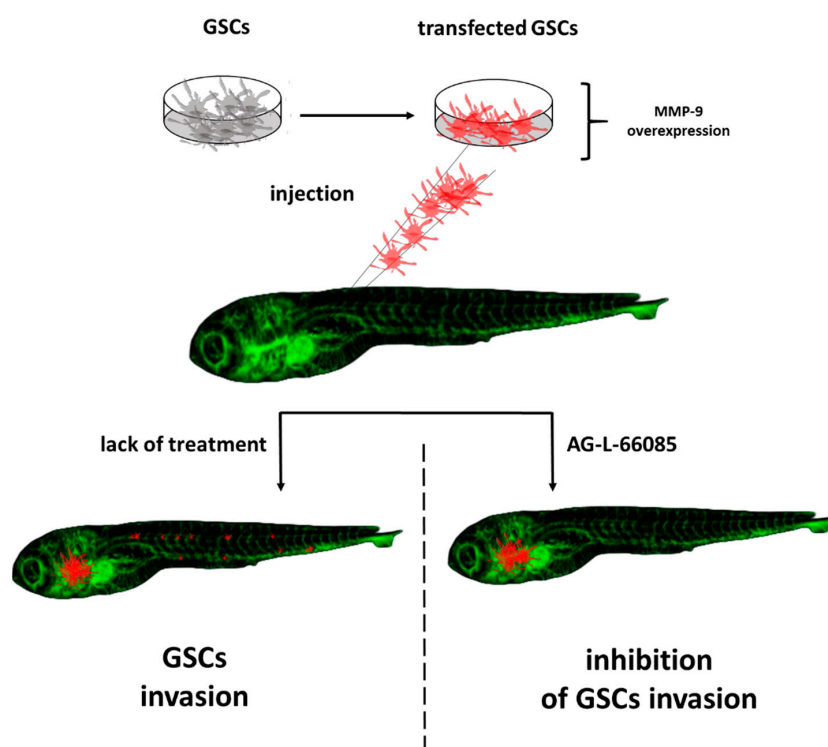 GSCs
transfected GSCs
MMP-9
overexpression
injection
lack of treatment
AG-L-66085
GSCs
invasion
inhibition
of GSCs invasion